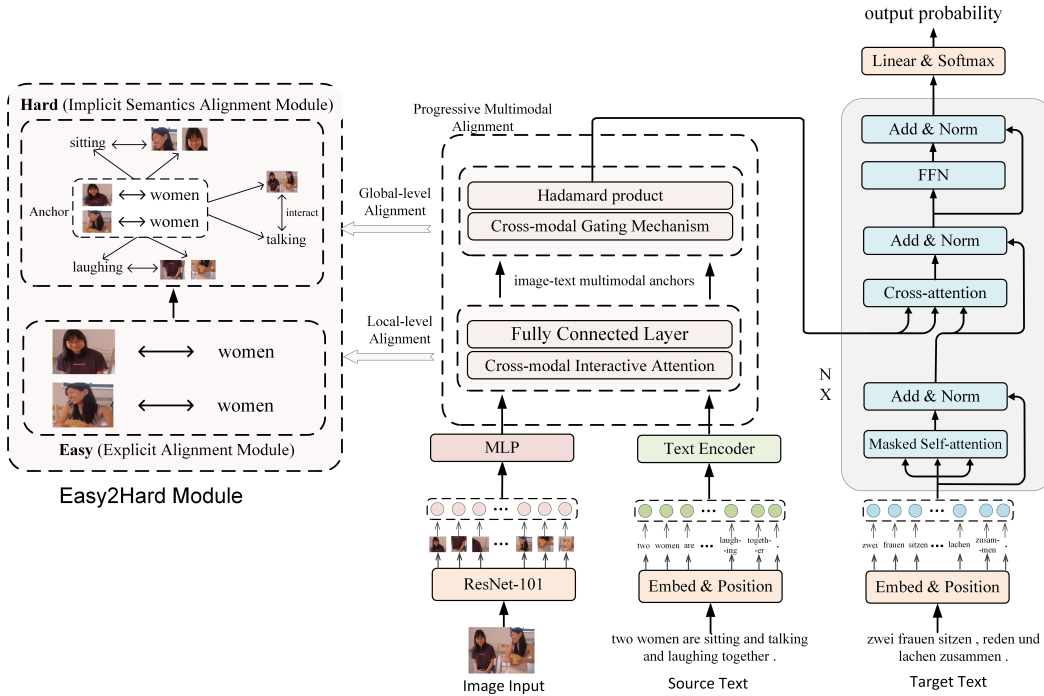 output probability
Linear & Softmax
Add & Norm
FFN
Add & Norm
Cross-attention
N
X
Add & Norm
Masked Self-attention
Hard (Implicit Semantics Alignment Module)
sitting
Anchor
women
women
interact
talking
laughing
women
women
Easy (Explicit Alignment Module)
Easy2Hard Module
Global-level
Alignment
Local-level
Alignment
Progressive Multimodal
Alignment
Hadamard product
Cross-modal Gating Mechanism
image-text multimodal anchors
Fully Connected Layer
Cross-modal Interactive Attention
MLP
Text Encoder
...
...
ResNet-101
Image Input
...
two women are ... laugh-
ing togeth-
er .
Embed & Position
two women are sitting and talking
and laughing together .
Source Text
...
zwei frauen sitzen ... lachen zusam-
-men .
Embed & Position
zwei frauen sitzen , reden und
lachen zusammen .
Target Text